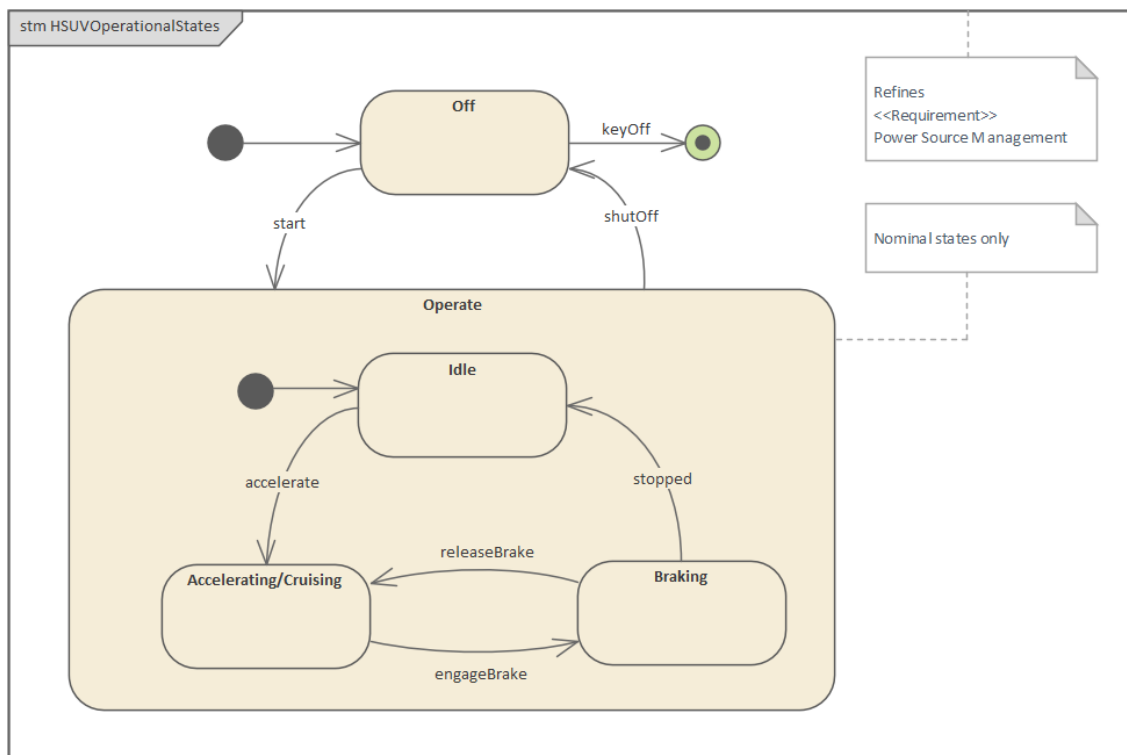 stm HSUVOperationalStates
Off
keyOff
Refines
<<Requirement>>
Power Source Management
start
shutOff
Nominal states only
Operate
Idle
accelerate
stopped
releaseBrake
Accelerating/Cruising
Braking
engageBrake